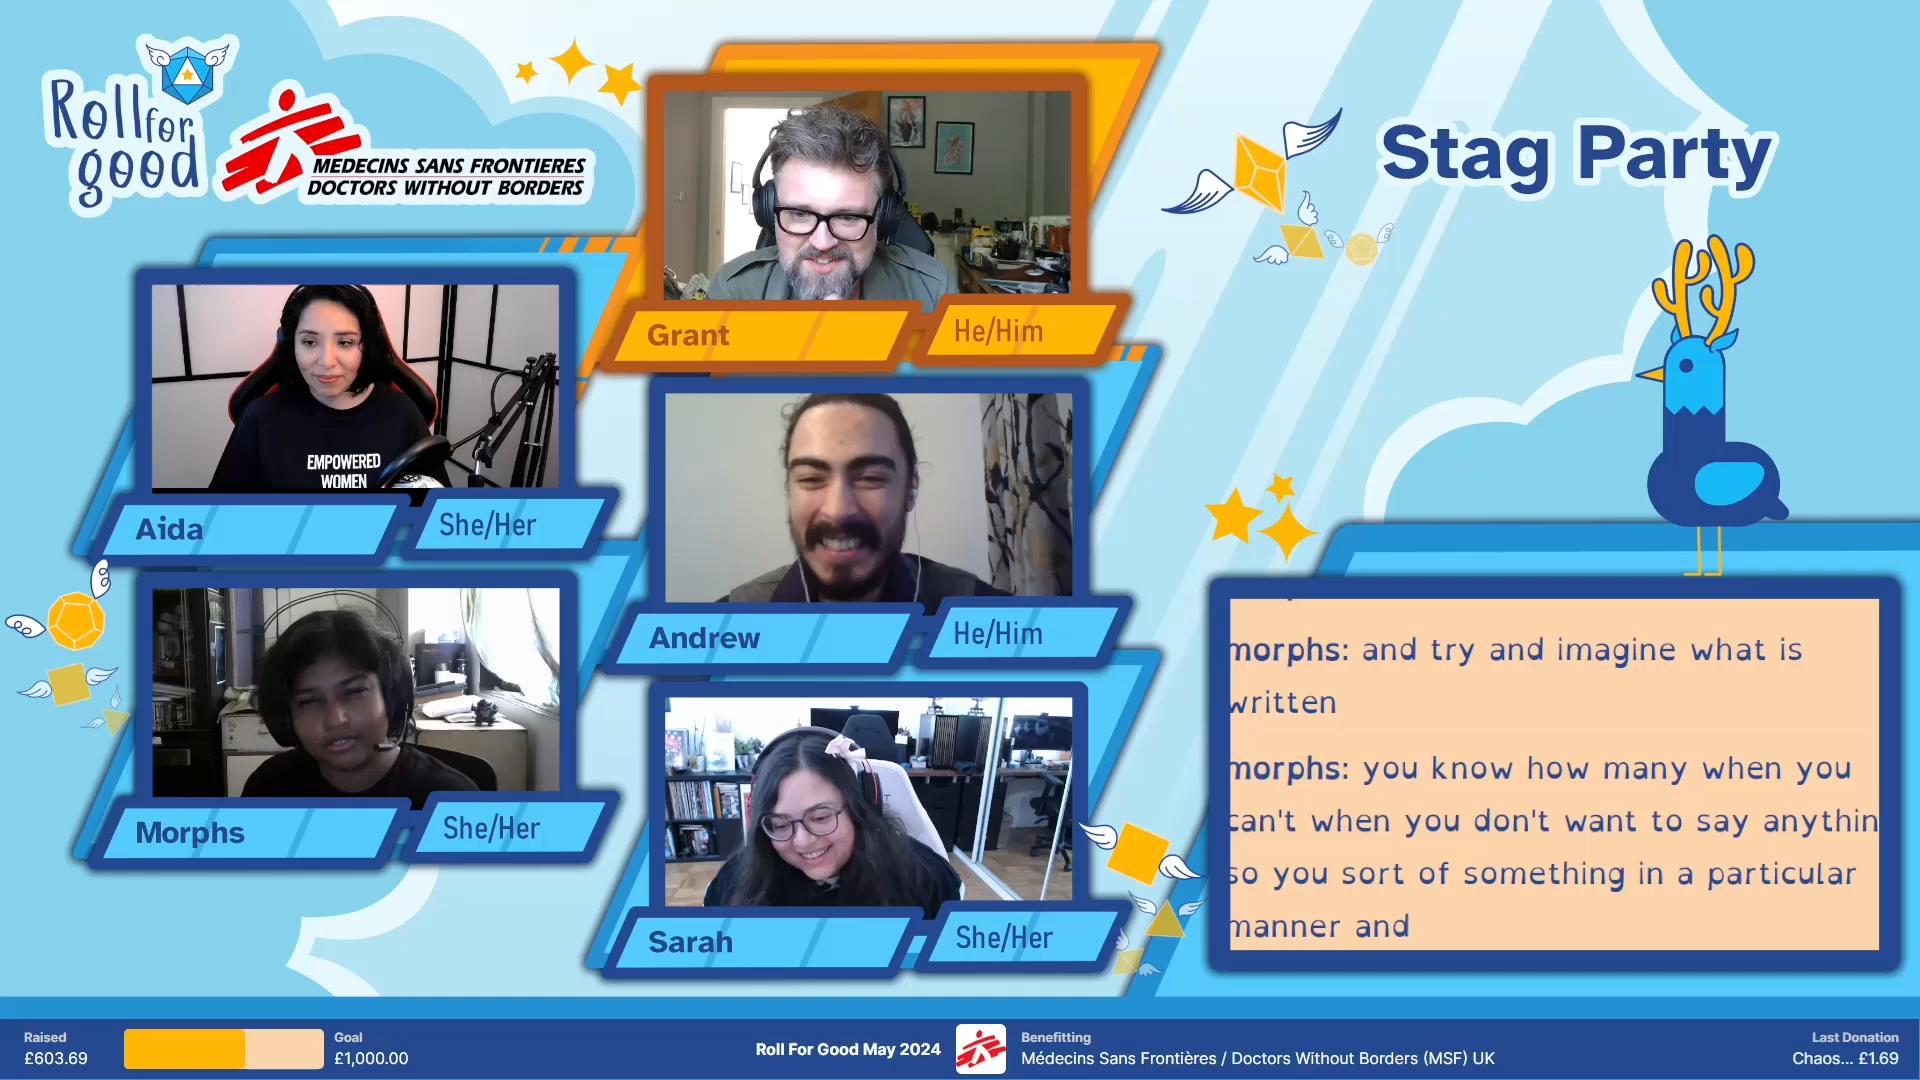 Roll for good
MEDECINS SANS FRONTIERES
DOCTORS WITHOUT BORDERS
Stag Party
Grant
He/Him
EMPOWERED
WOMEN
Aida
She/Her
Andrew
He/Him
Morphs
She/Her
Sarah
She/Her
morphs: and try and imagine what is
written
morphs: you know how many when you
can't when you don't want to say anythin
so you sort of something in a particular
manner and
Raised
£603.69
Goal
£1,000.00
Roll For Good May 2024
Benefitting
Médecins Sans Frontières / Doctors Without Borders (MSF) UK
Last Donation
Chaos... £1.69